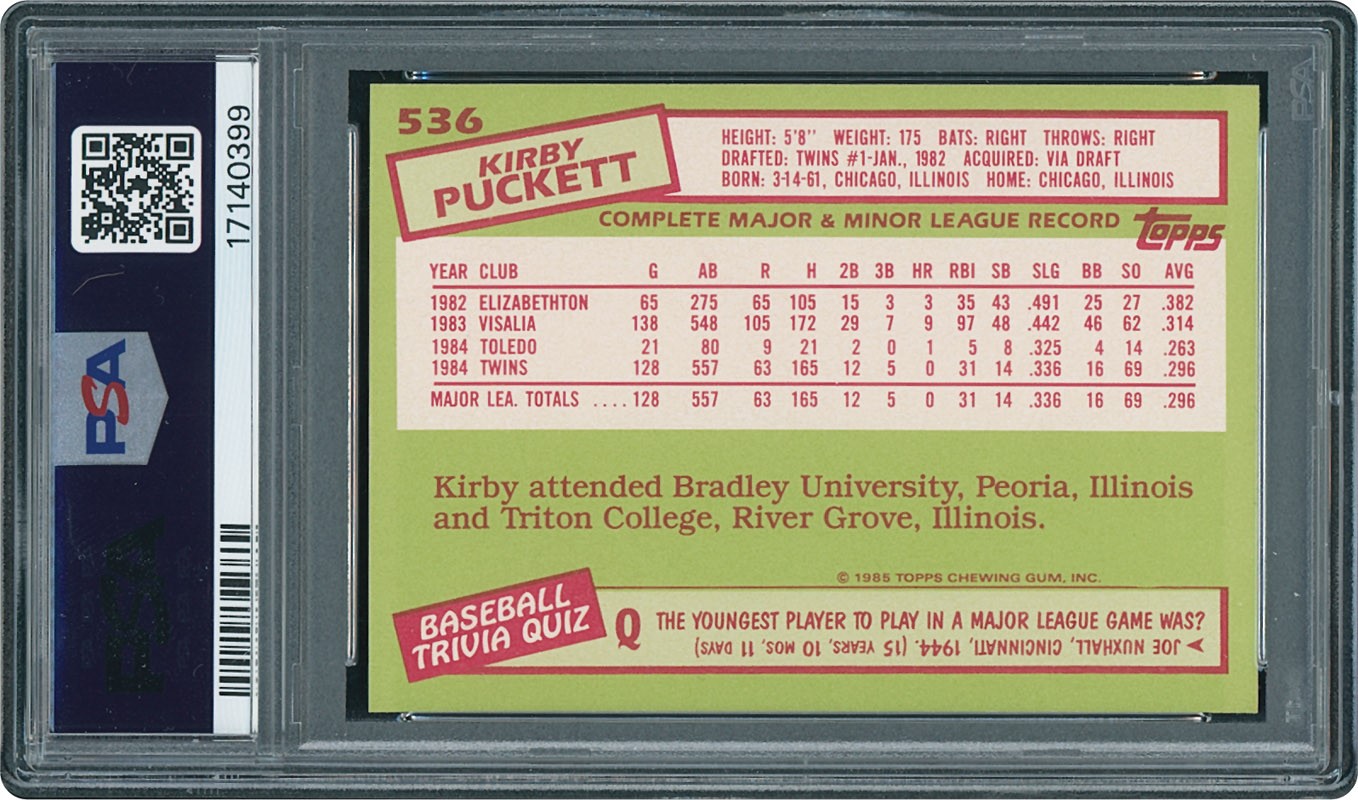 17140399
PSA
PSA
PSA
536
KIRBY
PUCKETT
HEIGHT: 5'8" WEIGHT: 175 BATS: RIGHT THROWS: RIGHT
DRAFTED: TWINS #1-JAN., 1982 ACQUIRED: VIA DRAFT
BORN: 3-14-61, CHICAGO, ILLINOIS HOME: CHICAGO, ILLINOIS
COMPLETE MAJOR & MINOR LEAGUE RECORD
topps
YEAR CLUB G AB R H 2B 3B HR RBI SB SLG BB SO AVG
1982 ELIZABETHTON 65 275 65 105 15 3 3 35 43 .491 25 27 .382
1983 VISALIA 138 548 105 172 29 7 9 97 48 .442 46 62 .314
1984 TOLEDO 21 80 9 21 2 0 1 5 8 .325 4 14 .263
1984 TWINS 128 557 63 165 12 5 0 31 14 .336 16 69 .296
MAJOR LEA. TOTALS ....128 557 63 165 12 5 0 31 14 .336 16 69 .296
Kirby attended Bradley University, Peoria, Illinois
and Triton College, River Grove, Illinois.
© 1985 TOPPS CHEWING GUM, INC.
BASEBALL
TRIVIA QUIZ
Q THE YOUNGEST PLAYER TO PLAY IN A MAJOR LEAGUE GAME WAS?
JOE NUXHALL, CINCINNATI, 1944. (15 YEARS, 10 MOS, 11 DAYS)